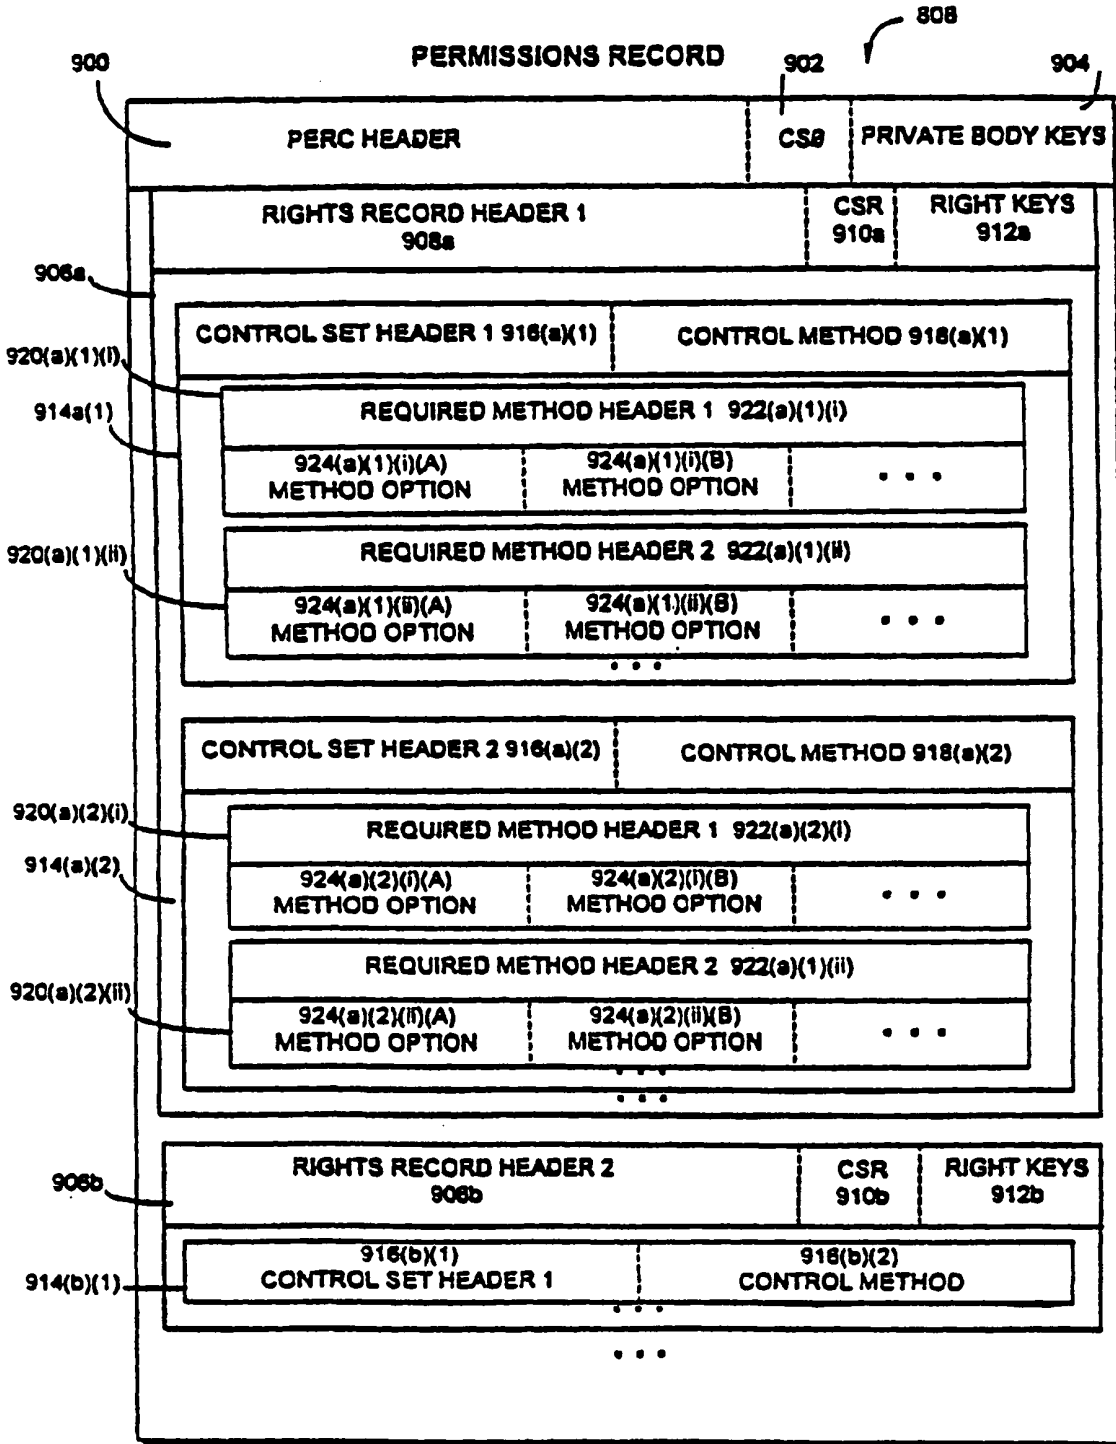 808
PERMISSIONS RECORD
900
902
904
PERC HEADER
CS0
PRIVATE BODY KEYS
RIGHTS RECORD HEADER 1
908a
CSR
910a
RIGHT KEYS
912a
906a
CONTROL SET HEADER 1 916(a)(1)
CONTROL METHOD 916(a)(1)
920(a)(1)(i)
914a(1)
REQUIRED METHOD HEADER 1 922(a)(1)(i)
924(a)(1)(i)(A)
METHOD OPTION
924(a)(1)(i)(B)
METHOD OPTION
• • •
920(a)(1)(ii)
REQUIRED METHOD HEADER 2 922(a)(1)(ii)
924(a)(1)(ii)(A)
METHOD OPTION
924(a)(1)(ii)(B)
METHOD OPTION
• • •
• • •
CONTROL SET HEADER 2 916(a)(2)
CONTROL METHOD 918(a)(2)
920(a)(2)(i)
914(a)(2)
REQUIRED METHOD HEADER 1 922(a)(2)(i)
924(a)(2)(i)(A)
METHOD OPTION
924(a)(2)(i)(B)
METHOD OPTION
• • •
920(a)(2)(ii)
REQUIRED METHOD HEADER 2 922(a)(1)(ii)
924(a)(2)(ii)(A)
METHOD OPTION
924(a)(2)(ii)(B)
METHOD OPTION
• • •
• • •
• • •
906b
RIGHTS RECORD HEADER 2
906b
CSR
910b
RIGHT KEYS
912b
914(b)(1)
916(b)(1)
CONTROL SET HEADER 1
916(b)(2)
CONTROL METHOD
• • •
• • •